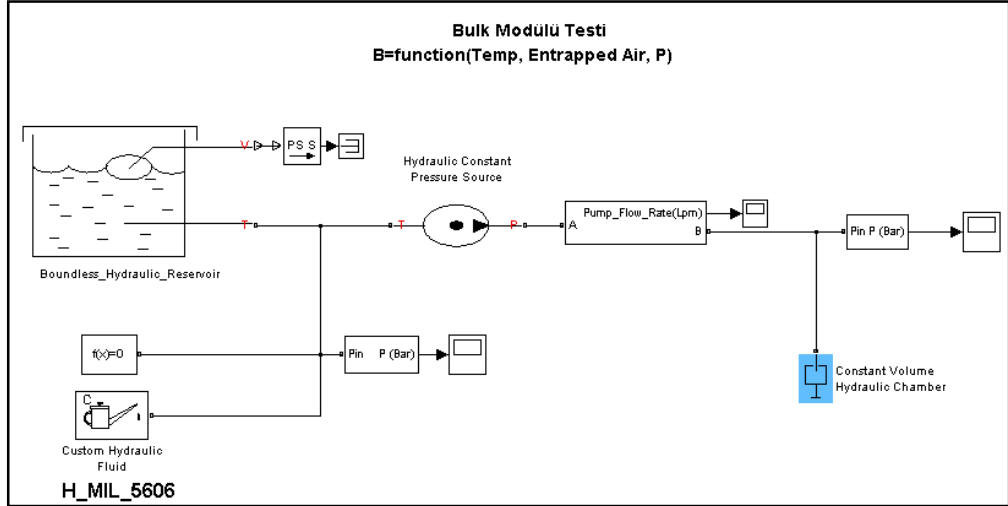 Bulk Modülü Testi
B=function(Temp, Entrapped Air, P)
V
PS S
Hydraulic Constant
Pressure Source
T
T
P
A
Pump_Flow_Rate(Lpm)
B
Pin P (Bar)
Boundless_Hydraulic_Reservoir
f(x)=0
Pin P (Bar)
Constant Volume
Hydraulic Chamber
C
Custom Hydraulic
Fluid
H_MIL_5606